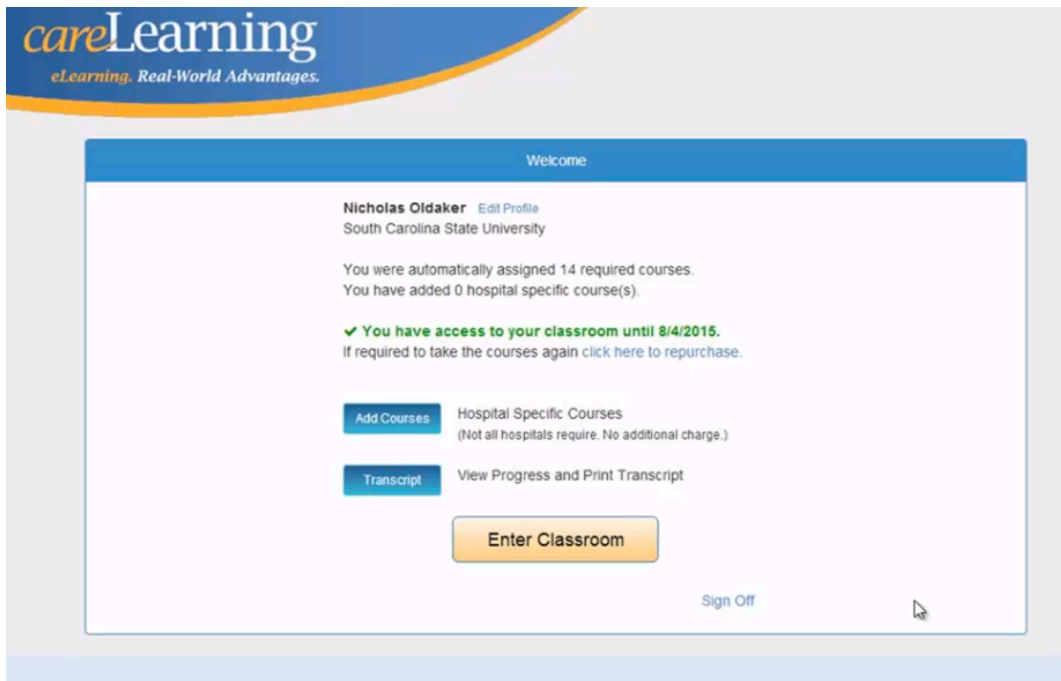 careLearning
eLearning. Real-World Advantages.
Welcome
Nicholas Oldaker Edit Profile
South Carolina State University
You were automatically assigned 14 required courses.
You have added 0 hospital specific course(s).
✔ You have access to your classroom until 8/4/2015.
If required to take the courses again click here to repurchase.
Add Courses Hospital Specific Courses
(Not all hospitals require. No additional charge.)
Transcript View Progress and Print Transcript
Enter Classroom
Sign Off